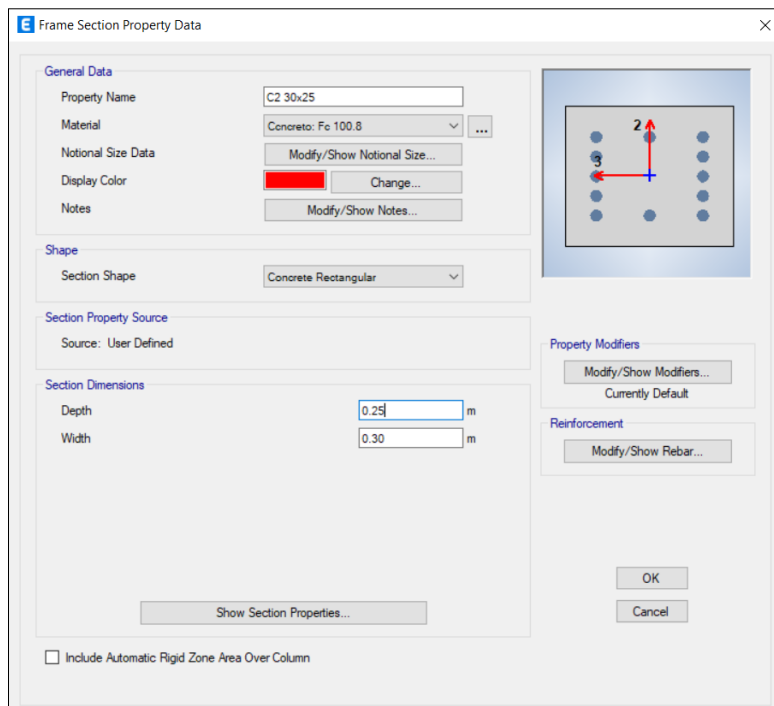 E Frame Section Property Data
General Data
Property Name C2 30x25
Material Concreto: Fc 100.8 ...
Notional Size Data Modify/Show Notional Size...
Display Color Change...
Notes Modify/Show Notes...
2
3
Shape
Section Shape Concrete Rectangular
Section Property Source
Source: User Defined
Property Modifiers
Modify/Show Modifiers...
Currently Default
Section Dimensions
Depth 0.25 m
Width 0.30 m
Reinforcement
Modify/Show Rebar...
Show Section Properties...
OK
Cancel
Include Automatic Rigid Zone Area Over Column